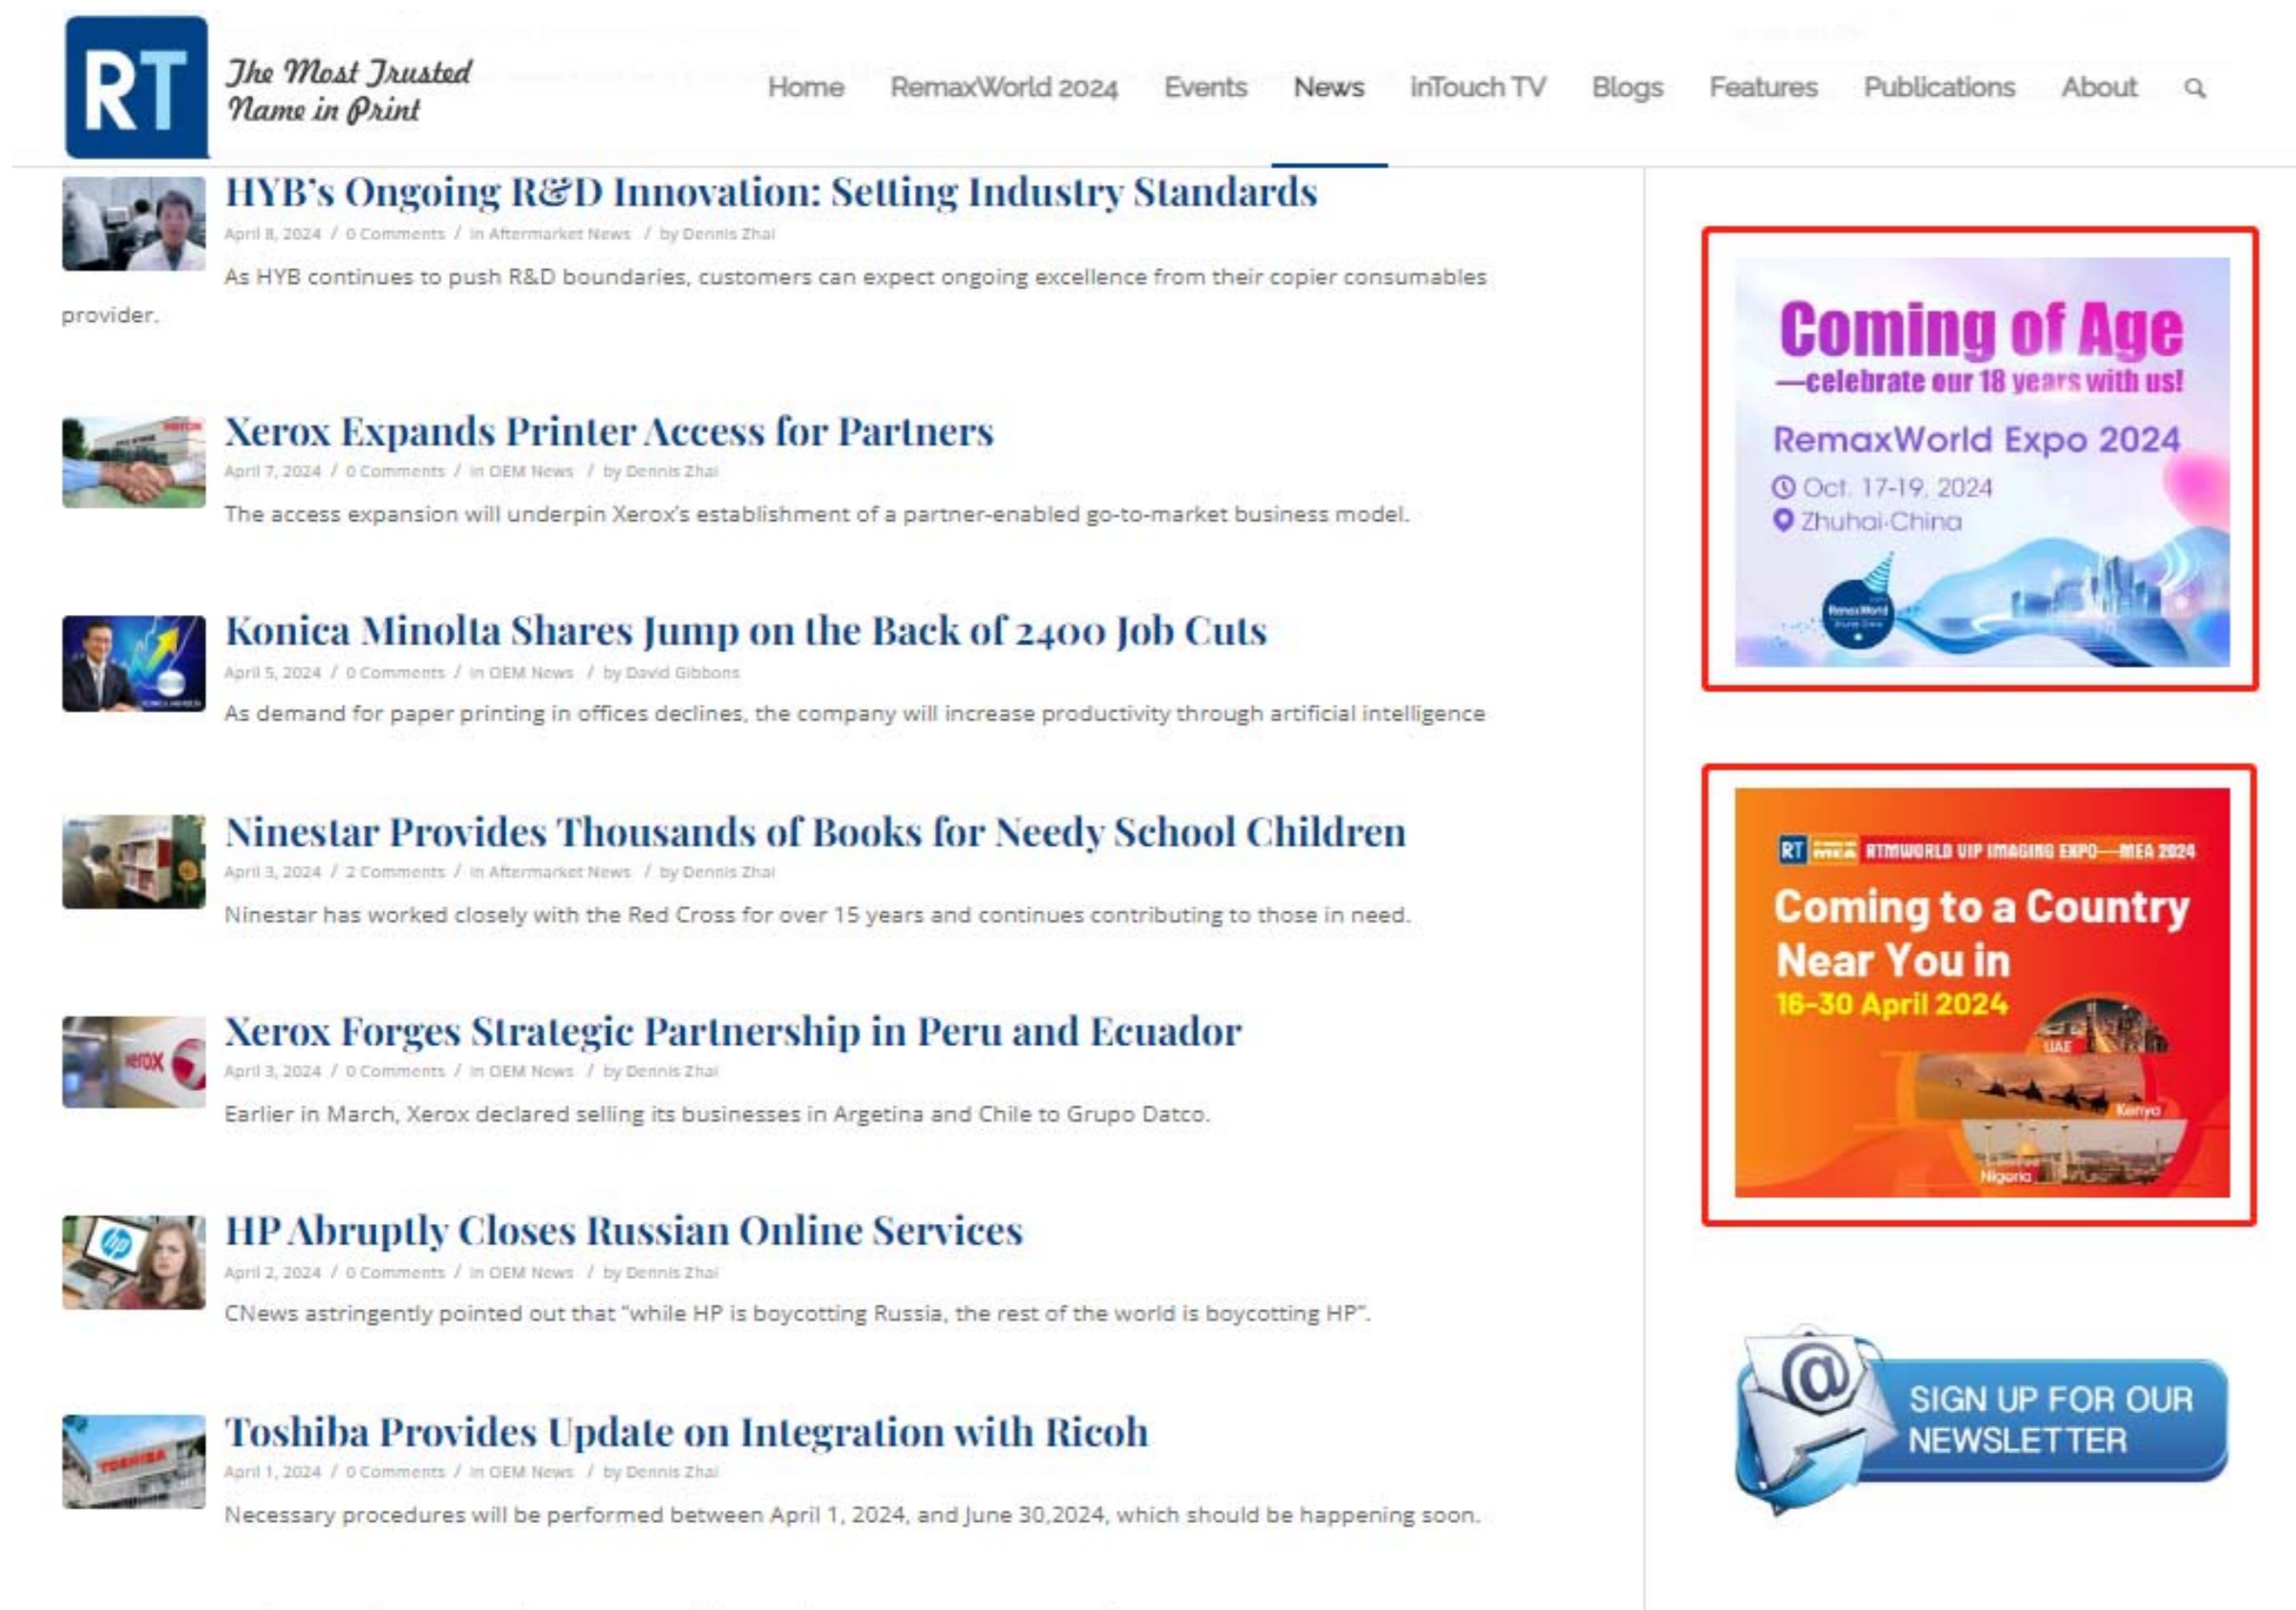 RT
The Most Trusted
Name in Print
Home RemaxWorld 2024 Events News inTouch TV Blogs Features Publications About
HYB's Ongoing R&D Innovation: Setting Industry Standards
April 8, 2024 / 0 Comments / in Aftermarket News / by Dennis Zhai
As HYB continues to push R&D boundaries, customers can expect ongoing excellence from their copier consumables
provider.
Xerox Expands Printer Access for Partners
April 7, 2024 / 0 Comments / in OEM News / by Dennis Zhai
The access expansion will underpin Xerox's establishment of a partner-enabled go-to-market business model.
Konica Minolta Shares Jump on the Back of 2400 Job Cuts
April 5, 2024 / 0 Comments / in OEM News / by David Gibbons
As demand for paper printing in offices declines, the company will increase productivity through artificial intelligence
Ninestar Provides Thousands of Books for Needy School Children
April 3, 2024 / 2 Comments / in Aftermarket News / by Dennis Zhai
Ninestar has worked closely with the Red Cross for over 15 years and continues contributing to those in need.
xerox
Xerox Forges Strategic Partnership in Peru and Ecuador
April 3, 2024 / 0 Comments / in OEM News / by Dennis Zhai
Earlier in March, Xerox declared selling its businesses in Argetina and Chile to Grupo Datco.
hp
HP Abruptly Closes Russian Online Services
April 2, 2024 / 0 Comments / in OEM News / by Dennis Zhai
CNews astringently pointed out that "while HP is boycotting Russia, the rest of the world is boycotting HP".
TOSHIBA
Toshiba Provides Update on Integration with Ricoh
April 1, 2024 / 0 Comments / in OEM News / by Dennis Zhai
Necessary procedures will be performed between April 1, 2024, and June 30,2024, which should be happening soon.
Coming of Age
—celebrate our 18 years with us!
RemaxWorld Expo 2024
Oct. 17-19, 2024
Zhuhai·China
RemaxWorld
RT MEA RTMWORLD VIP IMAGING EXPO—MEA 2024
Coming to a Country
Near You in
16-30 April 2024
UAE
Kenya
Nigeria
@
SIGN UP FOR OUR
NEWSLETTER